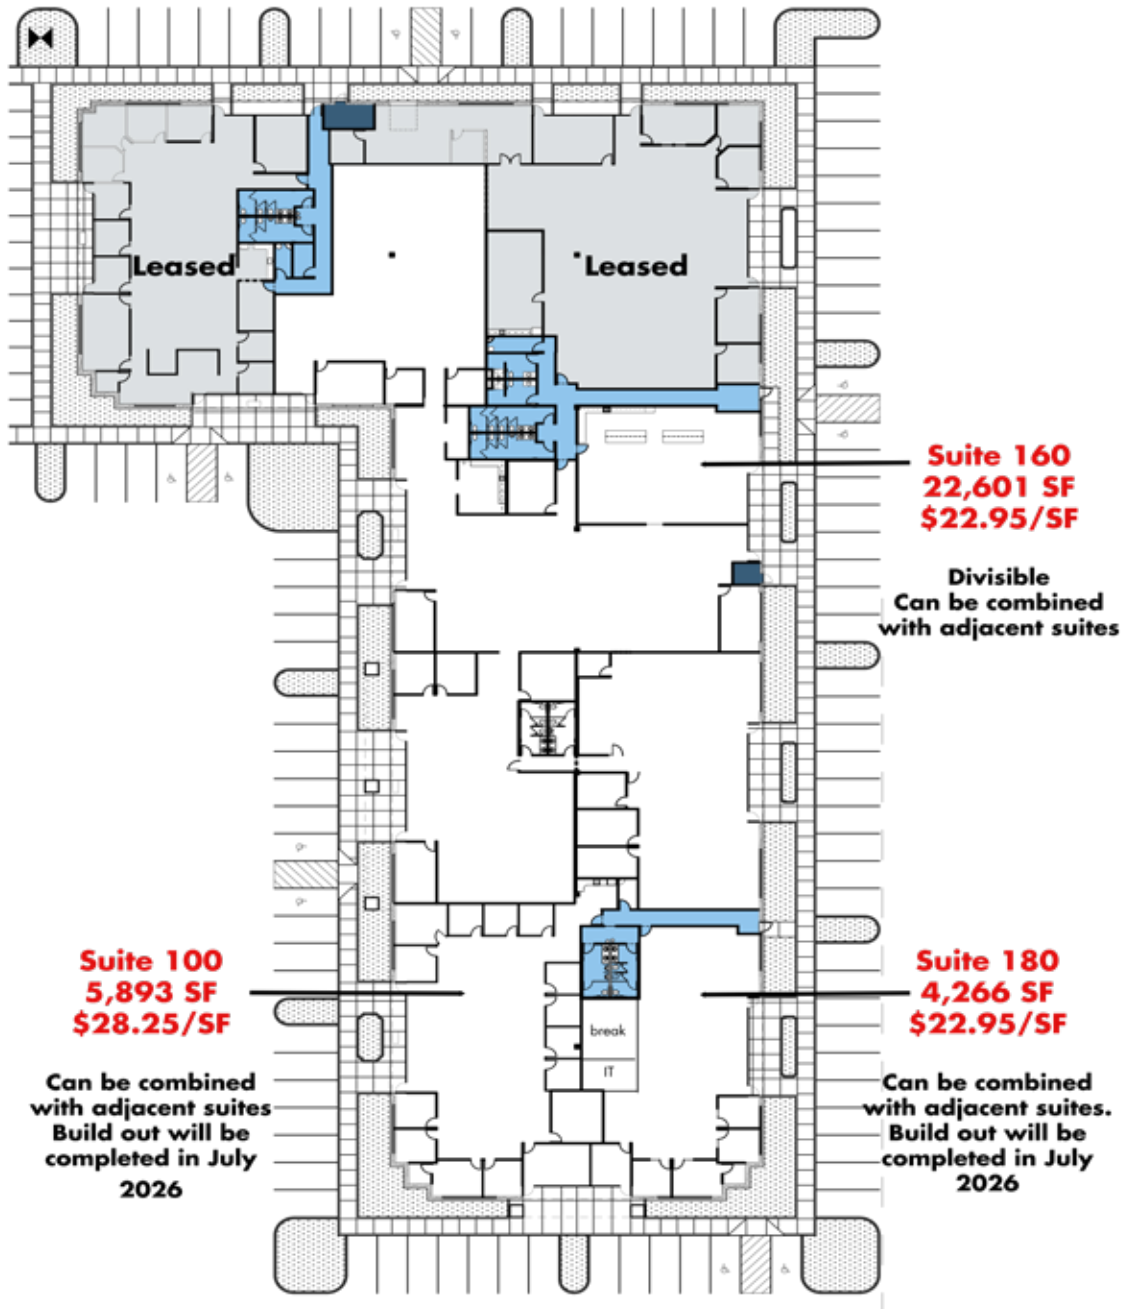 Leased
Leased
Suite 160
22,601 SF
$22.95/SF
Divisible
Can be combined
with adjacent suites
Suite 100
5,893 SF
$28.25/SF
Can be combined
with adjacent suites
Build out will be
completed in July
2026
break
IT
Suite 180
4,266 SF
$22.95/SF
Can be combined
with adjacent suites.
Build out will be
completed in July
2026